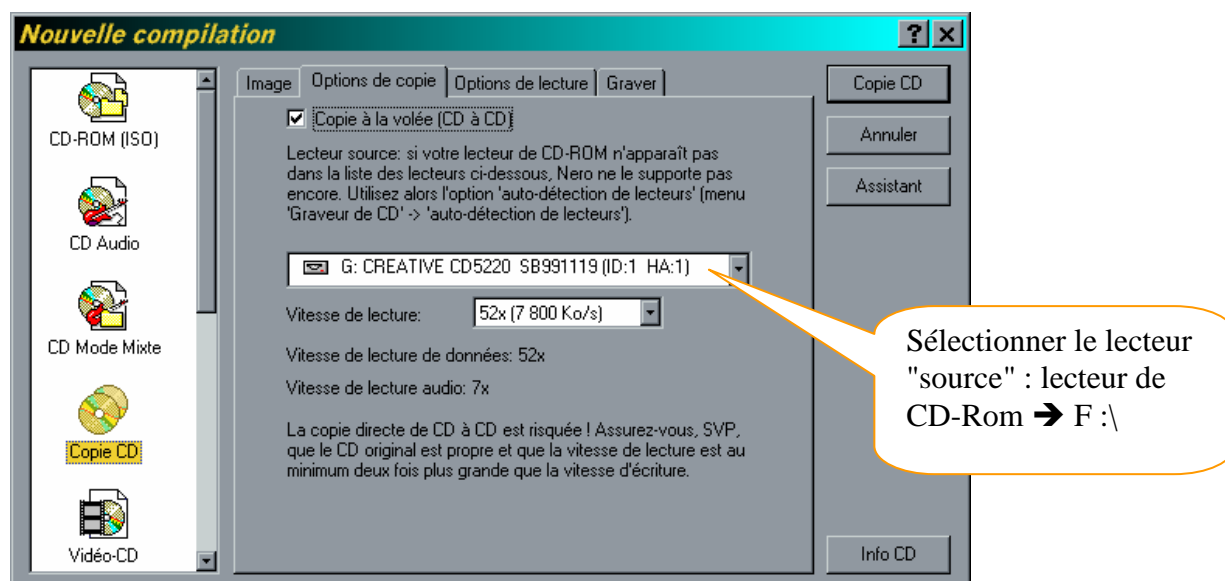 Nouvelle compilation
CD-ROM (ISO)
CD Audio
CD Mode Mixte
Copie CD
Vidéo-CD
Image
Options de copie
Options de lecture
Graver
Copie à la volée (CD à CD)
Lecteur source: si votre lecteur de CD-ROM n'apparaît pas
dans la liste des lecteurs ci-dessous, Nero ne le supporte pas
encore. Utilisez alors l'option 'auto-détection de lecteurs' (menu
'Graveur de CD' -> 'auto-détection de lecteurs').
G: CREATIVE CD5220 SB991119 (ID:1 HA:1)
Vitesse de lecture:
52x (7 800 Ko/s)
Vitesse de lecture de données: 52x
Vitesse de lecture audio: 7x
La copie directe de CD à CD est risquée ! Assurez-vous, SVP,
que le CD original est propre et que la vitesse de lecture est au
minimum deux fois plus grande que la vitesse d'écriture.
Copie CD
Annuler
Assistant
Info CD
Sélectionner le lecteur
"source" : lecteur de
CD-Rom ➔ F :\